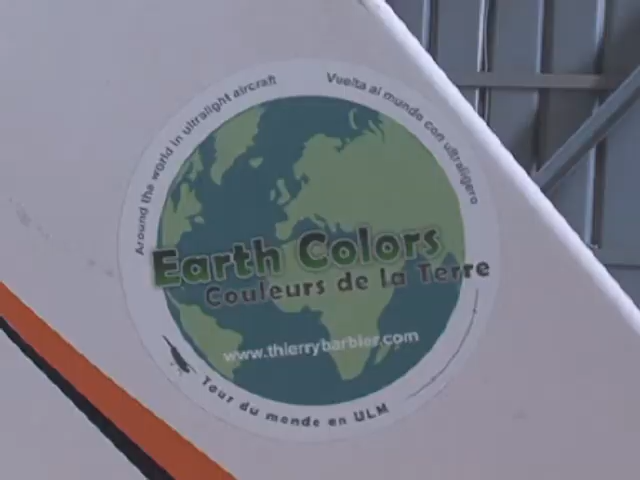 Around the world in ultralight aircraft
Vuelta al mundo con ultraligero
Earth Colors
Couleurs de la Terre
www.thierrybarbier.com
Tour du monde en ULM